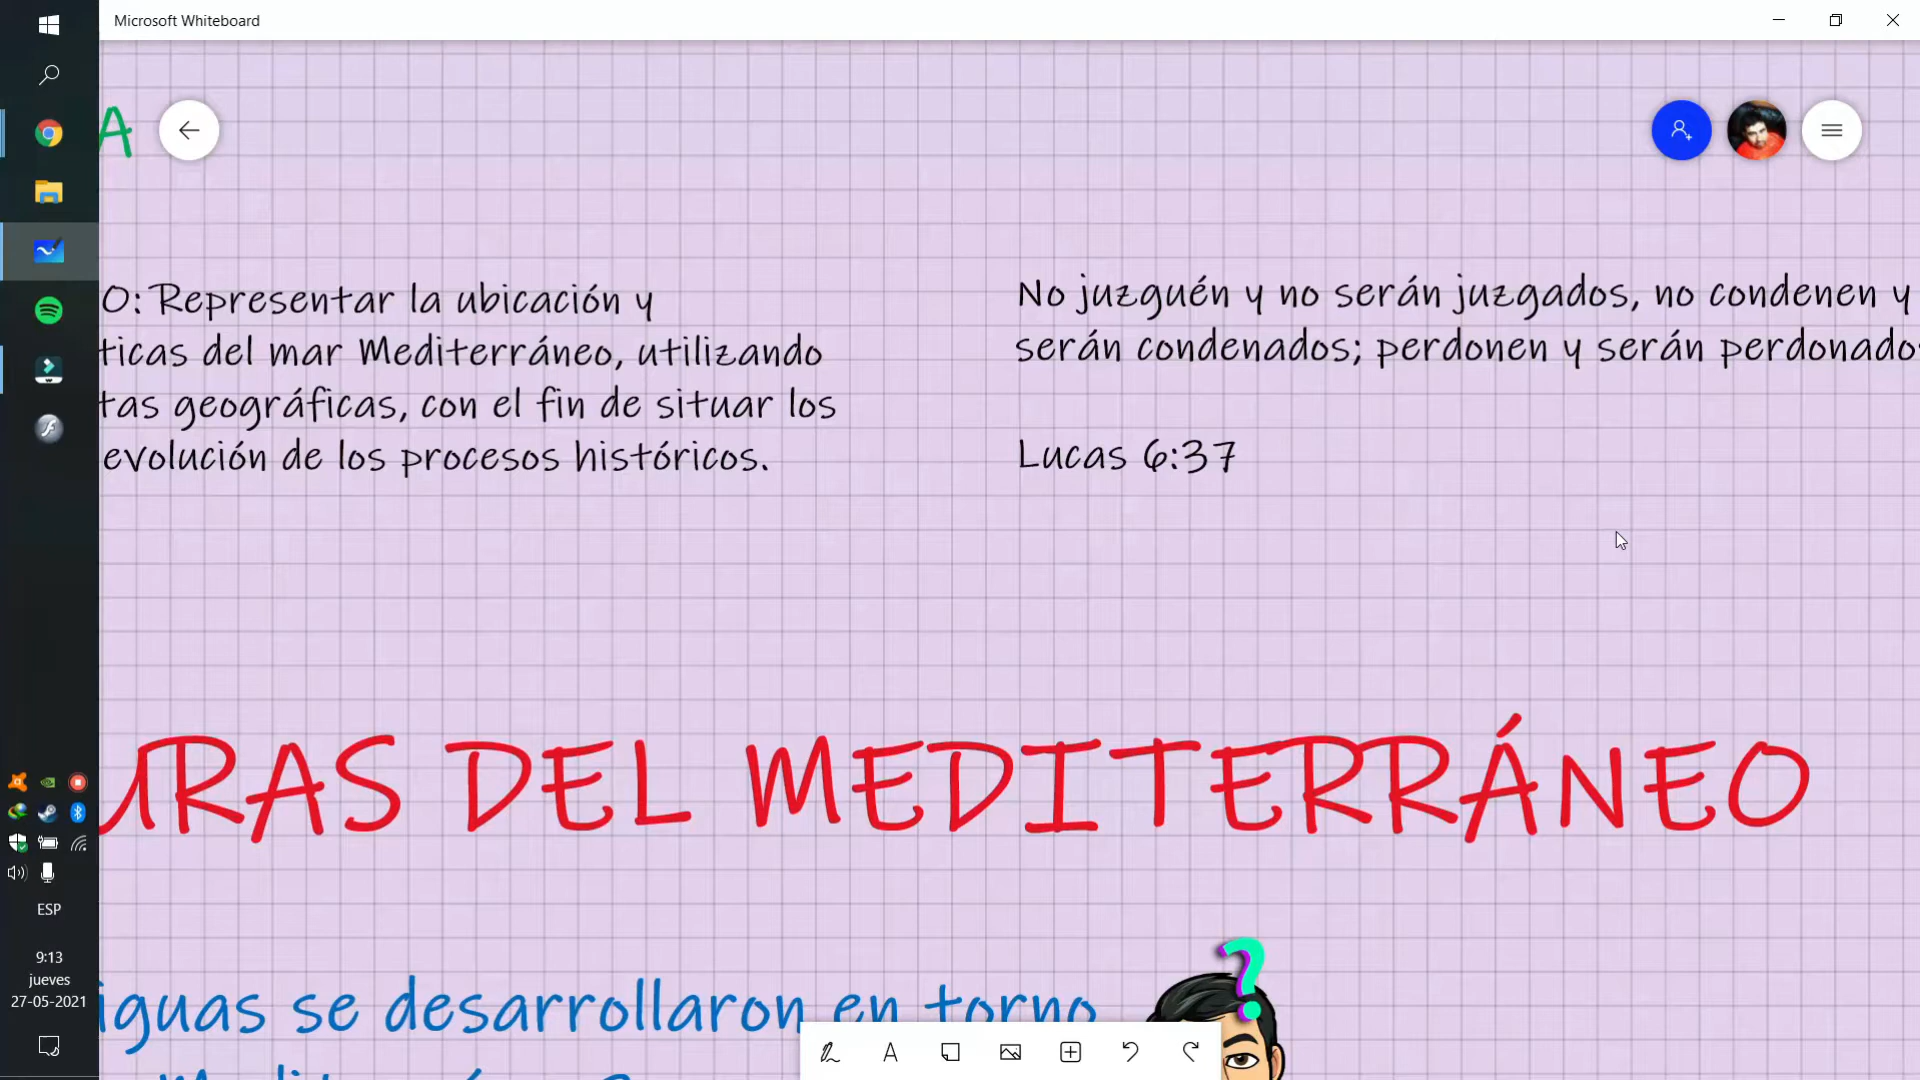 Microsoft Whiteboard
A
O: Representar la ubicación y
ticas del mar Mediterráneo, utilizando
tas geográficas, con el fin de situar los
evolución de los procesos históricos.
No juzguén y no serán juzgados, no condenen y
serán condenados; perdonen y serán perdonados
Lucas 6:37
URAS DEL MEDITERRÁNEO
?
iguas se desarrollaron en torno
ESP
9:13
jueves
27-05-2021